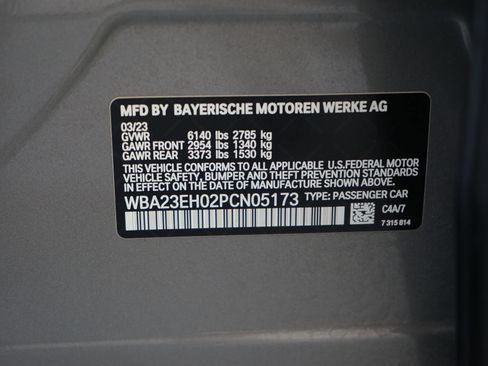 MFD BY BAYERISCHE MOTOREN WERKE AG
03/23
GVWR 6140 lbs 2785 kg
GAWR FRONT 2954 lbs 1340 kg
GAWR REAR 3373 lbs 1530 kg
THIS VEHICLE CONFORMS TO ALL APPLICABLE U.S.FEDERAL MOTOR
VEHICLE SAFETY, BUMPER AND THEFT PREVENTION STANDARDS
IN EFFECT ON THE DATE OF MANUFACTURE SHOWN ABOVE.
WBA23EH02PCN05173 TYPE: PASSENGER CAR
C4A/7
7 315 814